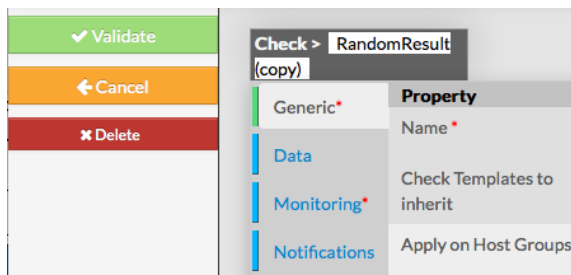 Validate
Cancel
Delete
Check > RandomResult
(copy)
Generic*
Data
Monitoring*
Notifications
Property
Name *
Check Templates to
inherit
Apply on Host Groups